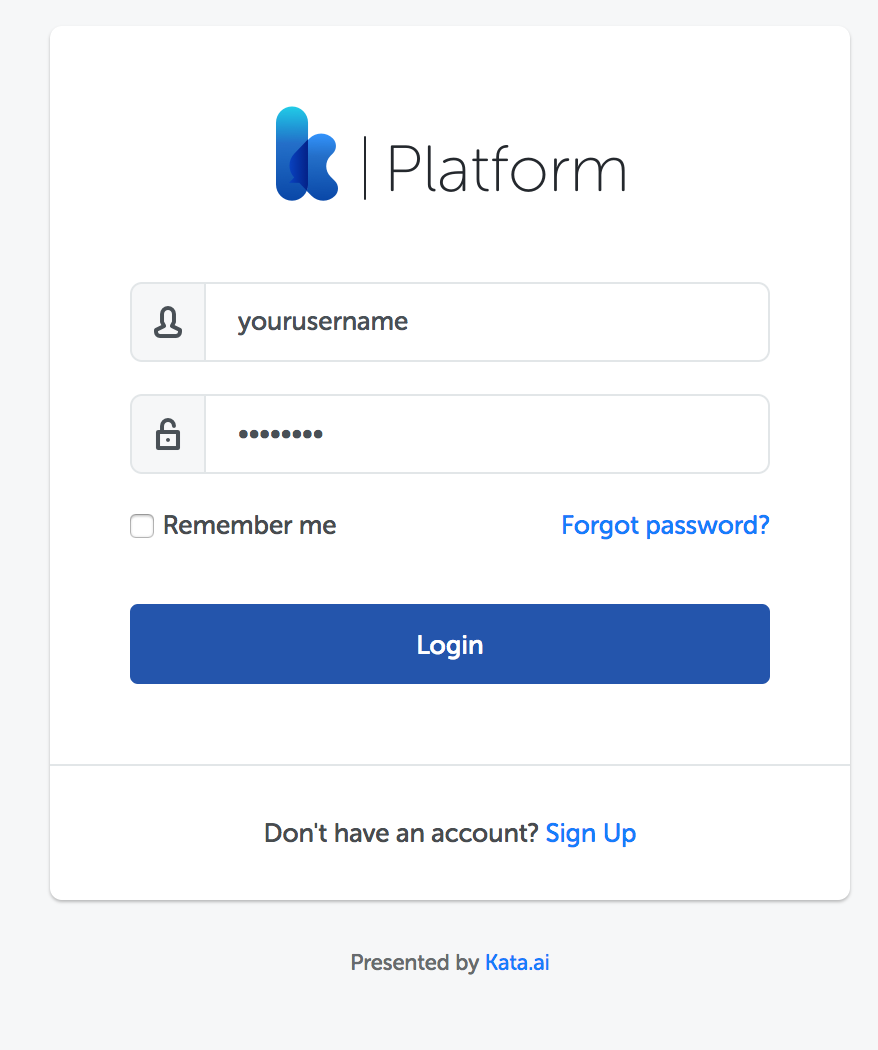 k | Platform
yourusername
••••••••
Remember me Forgot password?
Login
Don't have an account? Sign Up
Presented by Kata.ai